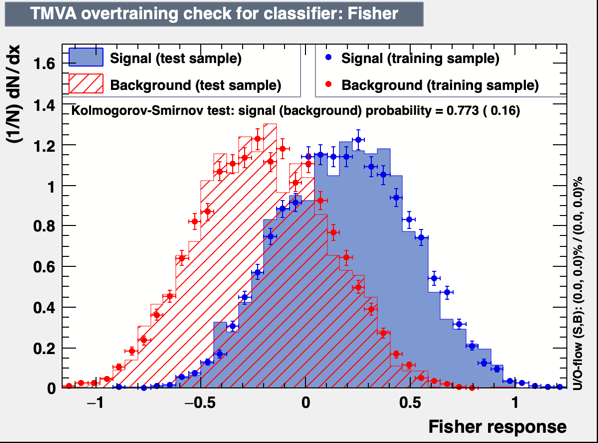 TMVA overtraining check for classifier: Fisher
Signal (test sample)
Background (test sample)
Signal (training sample)
Background (training sample)
Kolmogorov-Smirnov test: signal (background) probability = 0.773 ( 0.16)
(1/N) dN / dx
1.6
1.4
1.2
1
0.8
0.6
0.4
0.2
0
−1
−0.5
0
0.5
1
Fisher response
U/O-flow (S,B): (0.0, 0.0)% / (0.0, 0.0)%